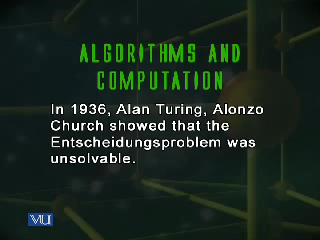 ALGORITHMS AND
COMPUTATION
In 1936, Alan Turing, Alonzo
Church showed that the
Entscheidungsproblem was
unsolvable.
VU